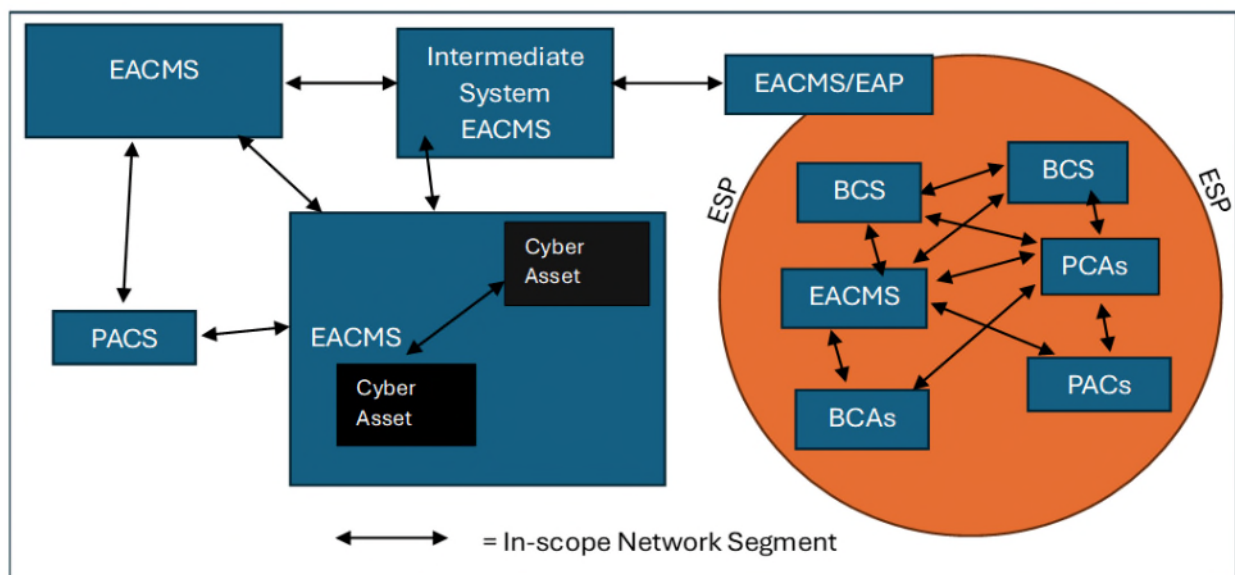 EACMS
Intermediate
System
EACMS
EACMS/EAP
ESP
ESP
BCS
BCS
PCAs
EACMS
PACs
BCAs
PACS
EACMS
Cyber
Asset
Cyber
Asset
= In-scope Network Segment